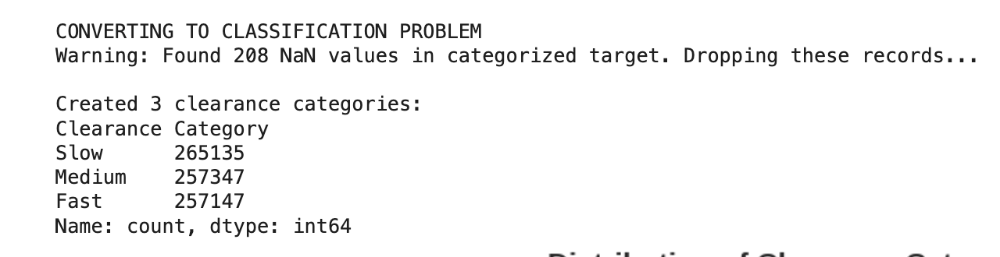 CONVERTING TO CLASSIFICATION PROBLEM
Warning: Found 208 NaN values in categorized target. Dropping these records...
Created 3 clearance categories:
Clearance Category
Slow      265135
Medium    257347
Fast      257147
Name: count, dtype: int64